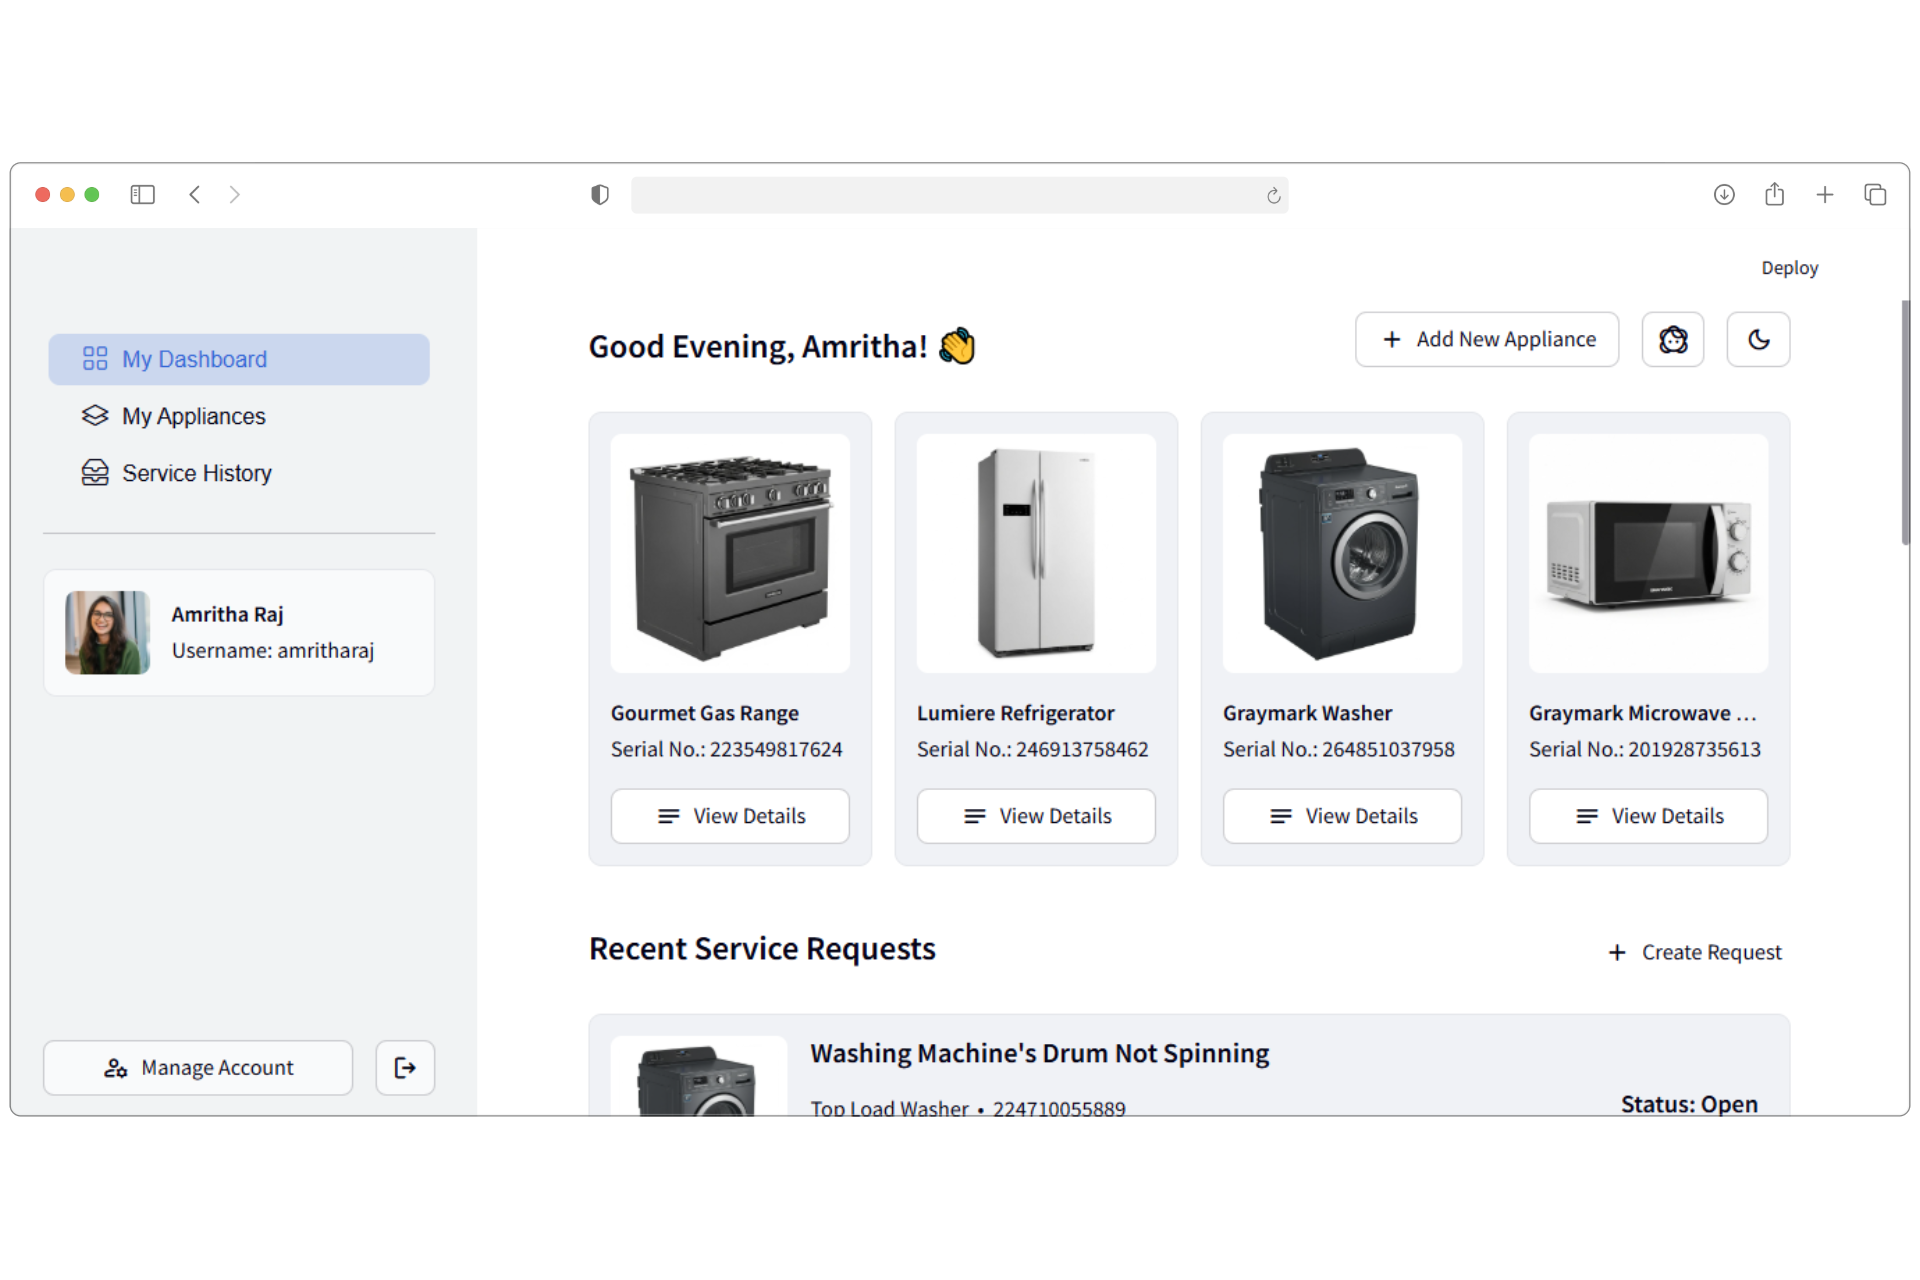 Deploy
My Dashboard
My Appliances
Service History
Amritha Raj
Username: amritharaj
Manage Account
Good Evening, Amritha! 👋
+ Add New Appliance
Gourmet Gas Range
Serial No.: 223549817624
View Details
Lumiere Refrigerator
Serial No.: 246913758462
View Details
Graymark Washer
Serial No.: 264851037958
View Details
Graymark Microwave ...
Serial No.: 201928735613
View Details
Recent Service Requests
+ Create Request
Washing Machine's Drum Not Spinning
Top Load Washer • 224710055889
Status: Open